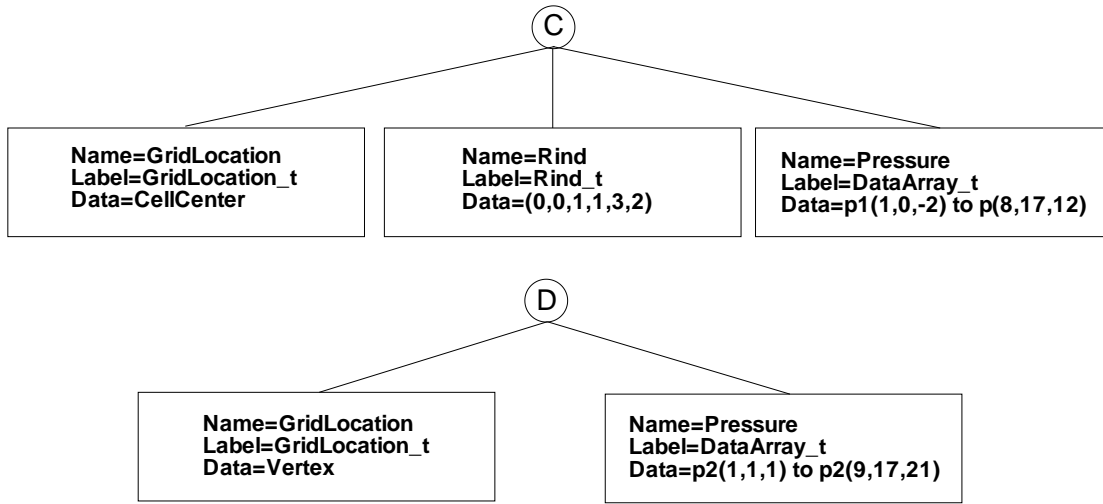 C
Name=GridLocation
Label=GridLocation_t
Data=CellCenter
Name=Rind
Label=Rind_t
Data=(0,0,1,1,3,2)
Name=Pressure
Label=DataArray_t
Data=p1(1,0,-2) to p(8,17,12)
D
Name=GridLocation
Label=GridLocation_t
Data=Vertex
Name=Pressure
Label=DataArray_t
Data=p2(1,1,1) to p2(9,17,21)